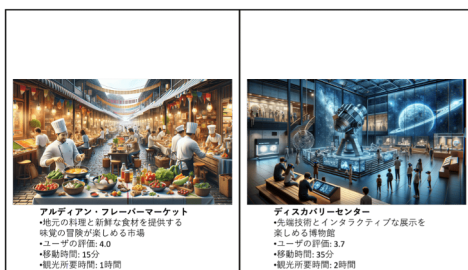 アルディアン・フレーバーマーケット
•地元の料理と新鮮な食材を提供する
味覚の冒険が楽しめる市場
•ユーザの評価: 4.0
•移動時間: 15分
•観光所要時間: 1時間
ディスカバリーセンター
•先端技術とインタラクティブな展示を
楽しめる博物館
•ユーザの評価: 3.7
•移動時間: 35分
•観光所要時間: 2時間